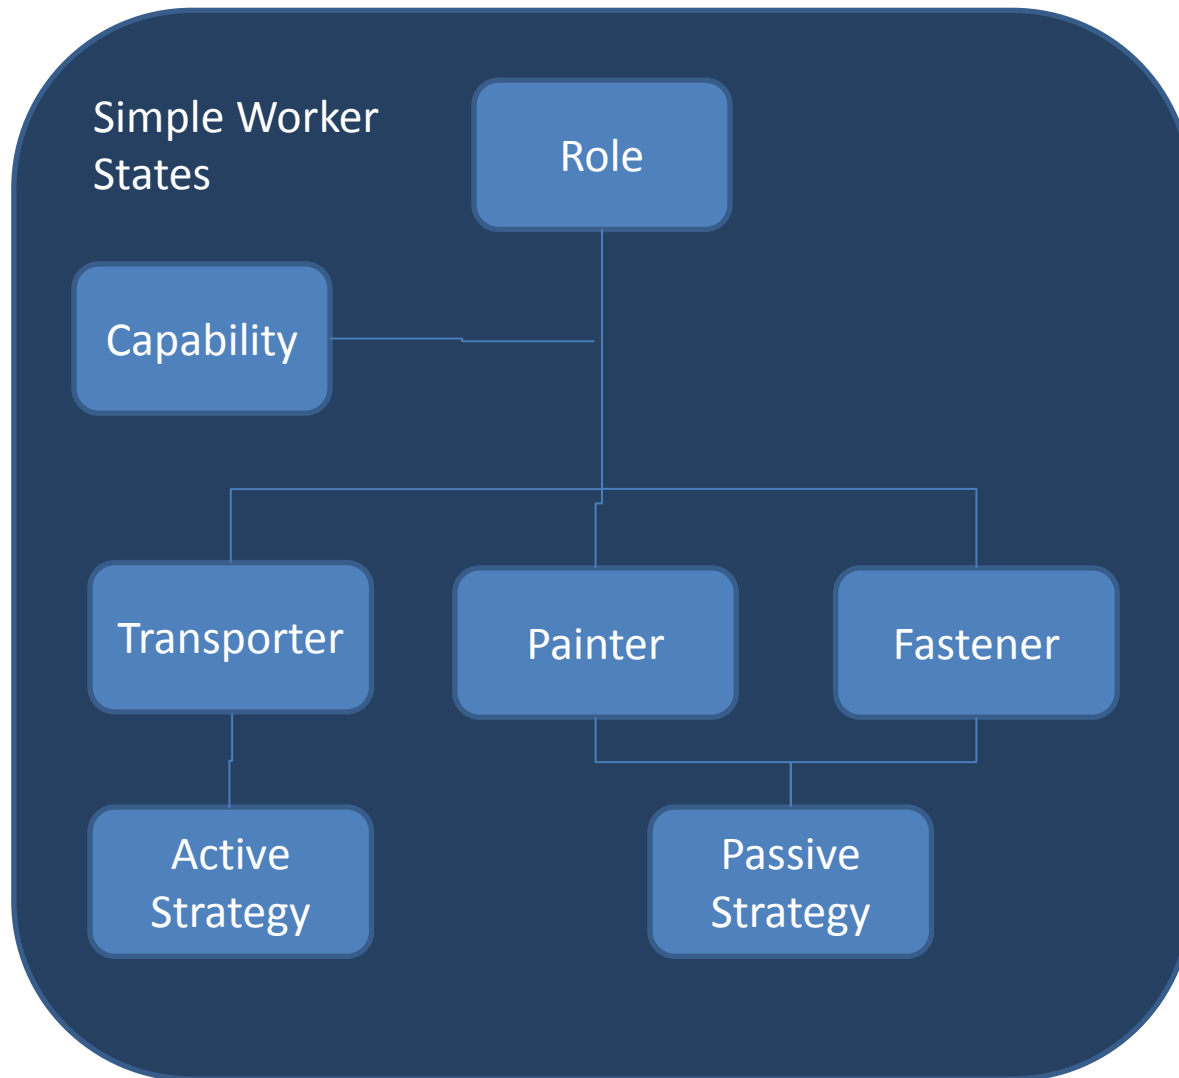 Simple Worker
States
Role
Capability
Transporter
Painter
Fastener
Active
Strategy
Passive
Strategy